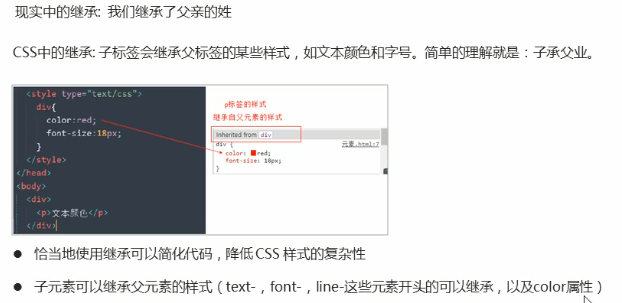 现实中的继承: 我们继承了父亲的姓
CSS中的继承: 子标签会继承父标签的某些样式，如文本颜色和字号。简单的理解就是：子承父业。
<style type="text/css">
div{
color:red;
font-size:18px;
}
</style>
</head>
<body>
<div>
<p>文本颜色</p>
</div>
p标签的样式
继承自父元素的样式
Inherited from div
div {
元素.html:7
color: red;
font-size: 18px;
}
● 恰当地使用继承可以简化代码，降低 CSS 样式的复杂性
● 子元素可以继承父元素的样式（text-，font-，line-这些元素开头的可以继承，以及color属性）